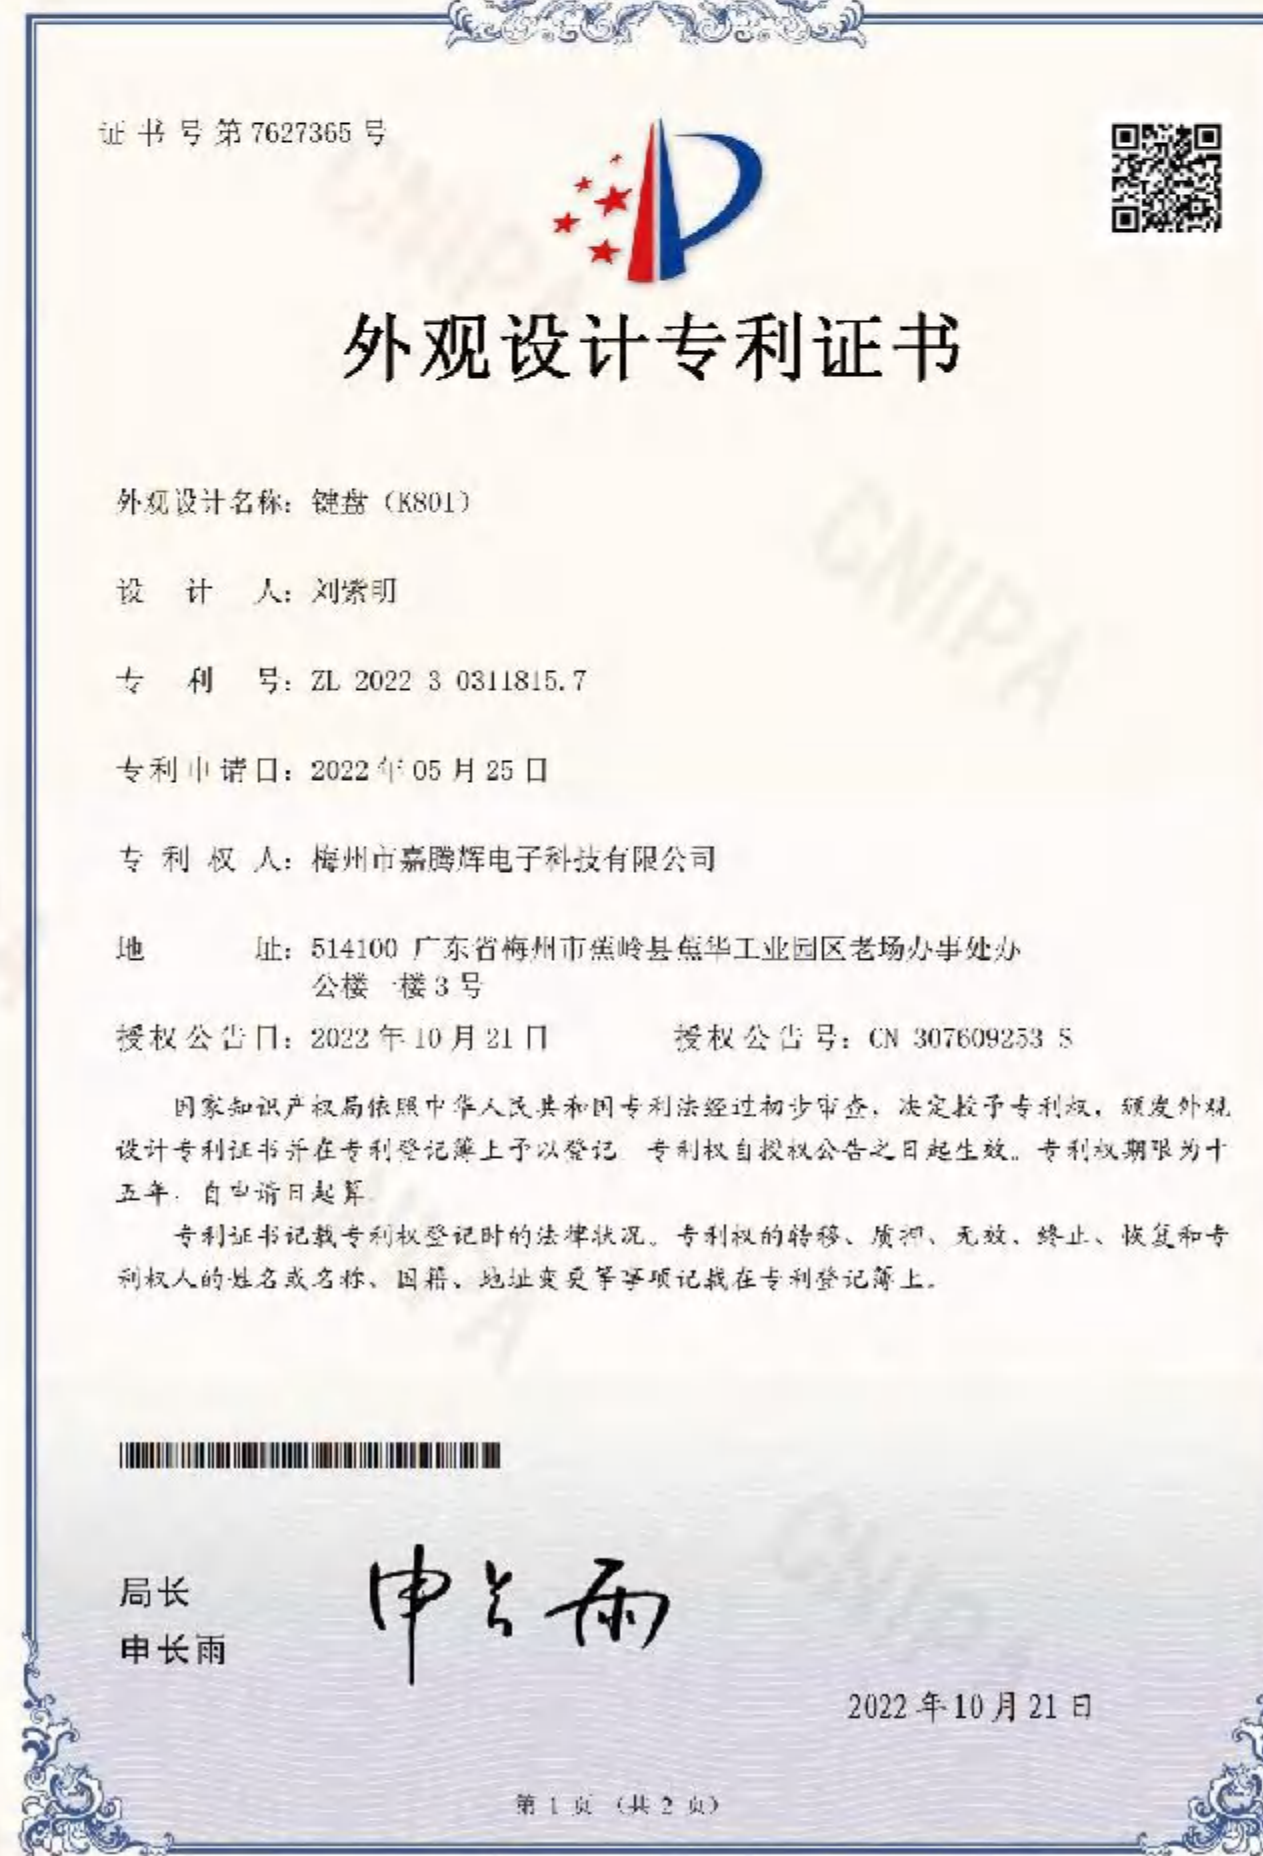 证书号第7627365号
外观设计专利证书
外观设计名称：键盘（K801）
设计人：刘紫明
专利号：ZL 2022 3 0311815.7
专利申请日：2022年05月25日
专利权人：梅州市嘉腾辉电子科技有限公司
地址：514100 广东省梅州市蕉岭县蕉华工业园区老场办事处办
公楼一楼3号
授权公告日：2022年10月21日 授权公告号：CN 307609253 S
国家知识产权局依照中华人民共和国专利法经过初步审查，决定授予专利权，颁发外观
设计专利证书并在专利登记簿上予以登记。专利权自授权公告之日起生效。专利权期限为十
五年，自申请日起算。
专利证书记载专利权登记时的法律状况。专利权的转移、质押、无效、终止、恢复和专
利权人的姓名或名称、国籍、地址变更等事项记载在专利登记簿上。
局长
申长雨
申长雨
2022年10月21日
第 1 页 （共 2 页）
CNIPA
CNIPA
CNIPA